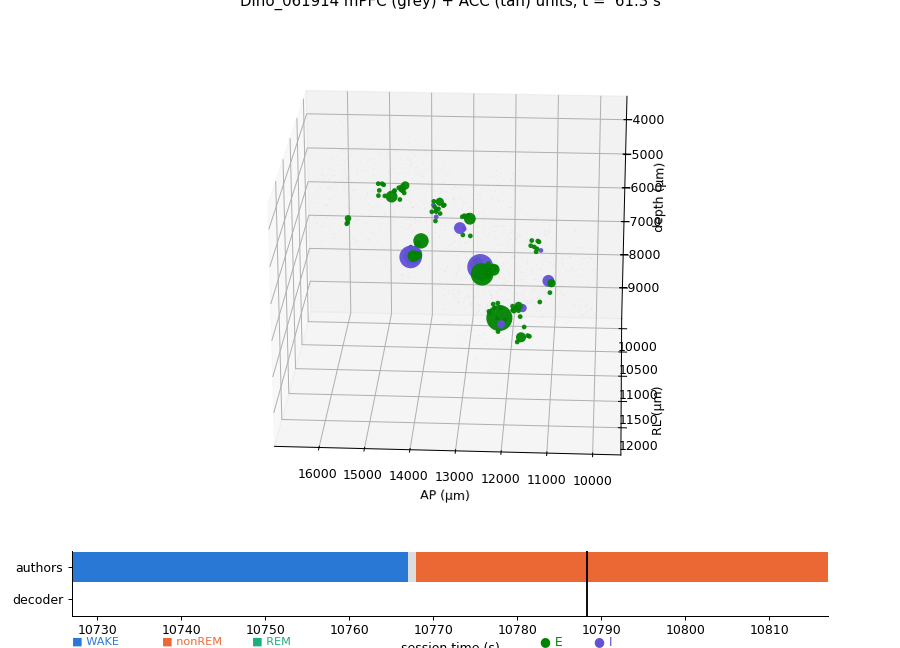 Dino_061914 mPFC (grey) + ACC (tan) units, t = 61.3 s
4000
5000
6000
7000
8000
9000
depth (µm)
10000
10500
11000
11500
12000
RL (µm)
16000 15000 14000 13000 12000 11000 10000
AP (µm)
authors
decoder
10730 10740 10750 10760 10770 10780 10790 10800 10810
session time (s)
WAKE nonREM REM E I